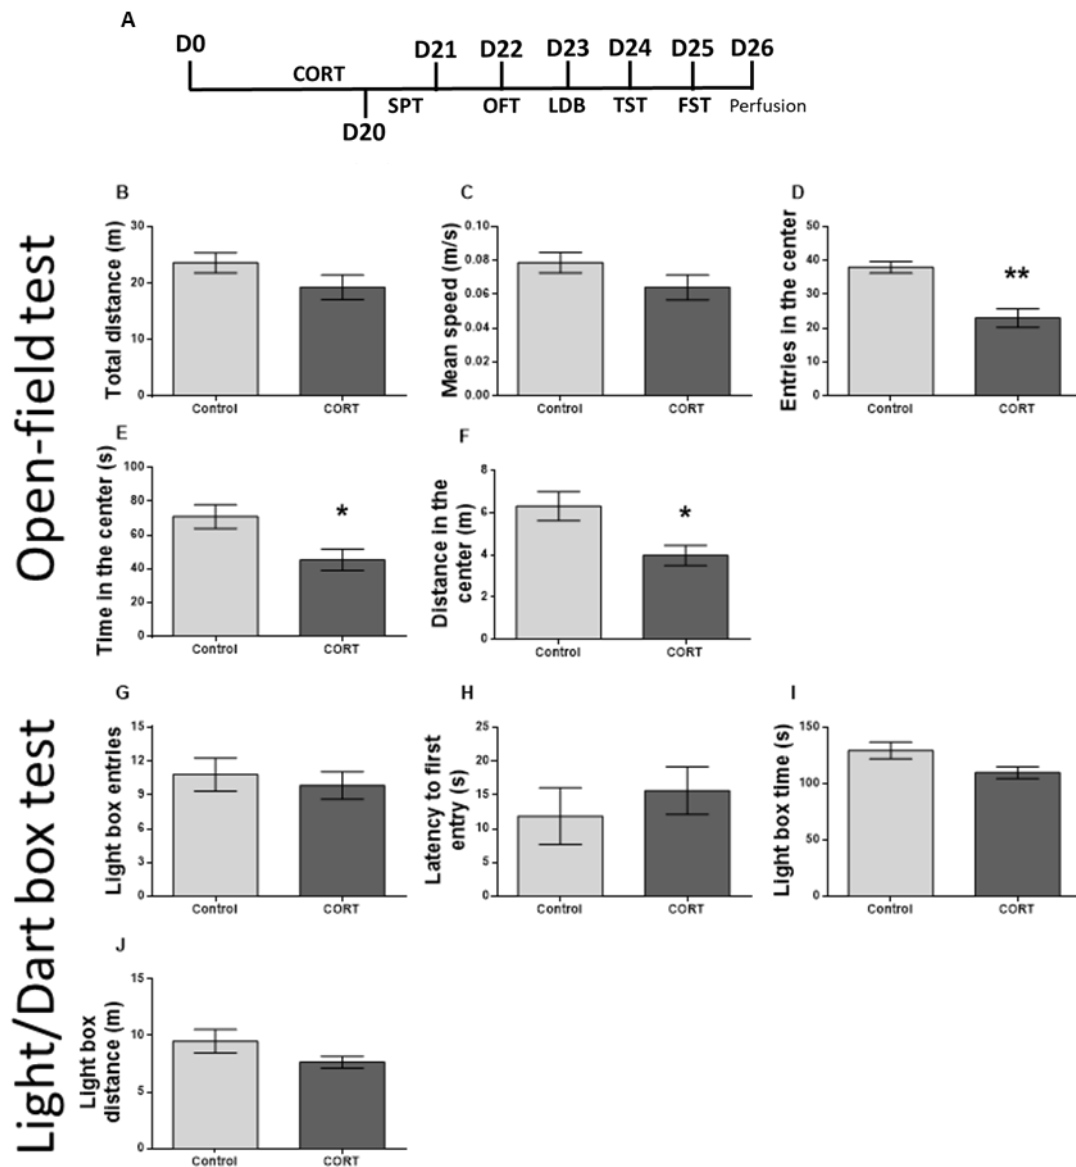 A
D0
D21 D22 D23 D24 D25 D26
CORT
SPT OFT LDB TST FST Perfusion
D20
Open-field test
B
Total distance (m)
30
20
10
0
Control CORT
C
Mean speed (m/s)
0.10
0.08
0.06
0.04
0.02
0.00
Control CORT
D
Entries in the center
50
40
30
20
10
0
**
Control CORT
E
Time in the center (s)
100
80
60
40
20
0
*
Control CORT
F
Distance in the
center (m)
8
6
4
2
0
*
Control CORT
Light/Dart box test
G
Light box entries
15
12
9
6
3
0
Control CORT
H
Latency to first
entry (s)
25
20
15
10
5
0
Control CORT
I
Light box time (s)
150
100
50
0
Control CORT
J
Light box
distance (m)
15
10
5
0
Control CORT